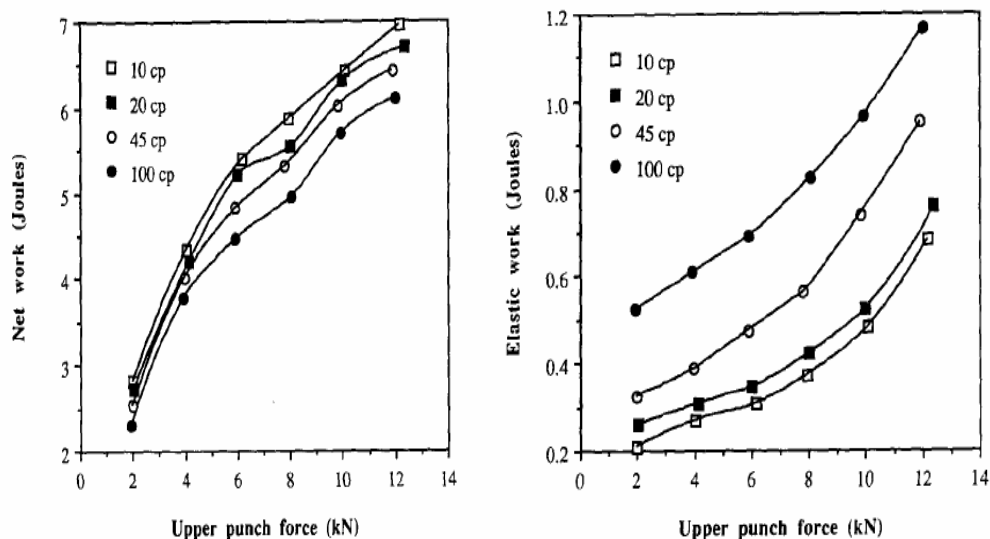 Net work (Joules)
7
6
5
4
3
2
10 cp
20 cp
45 cp
100 cp
0 2 4 6 8 10 12 14
Upper punch force (kN)
Elastic work (Joules)
1.2
1.0
0.8
0.6
0.4
0.2
10 cp
20 cp
45 cp
100 cp
0 2 4 6 8 10 12 14
Upper punch force (kN)